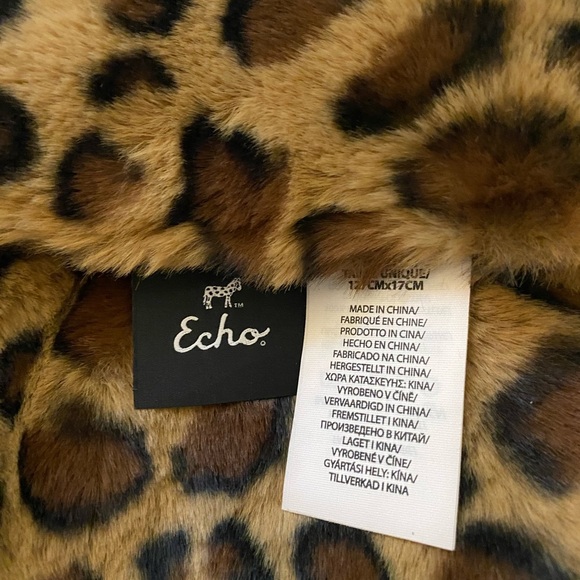 ™
Echo®
UNIQUE/
127CMx17CM
MADE IN CHINA/
FABRIQUÉ EN CHINE/
PRODOTTO IN CINA/
HECHO EN CHINA/
FABRICADO NA CHINA/
HERGESTELLT IN CHINA/
ΧΩΡΑ ΚΑΤΑΣΚΕΥΗΣ: ΚΙΝΑ/
VYROBENO V ČÍNĚ/
VERVAARDIGD IN CHINA/
FREMSTILLET I KINA/
ПРОИЗВЕДЕНО В КИТАЙ/
LAGET I KINA/
VYROBENÉ V ČÍNE/
GYÁRTÁSI HELY: KÍNA/
TILLVERKAD I KINA